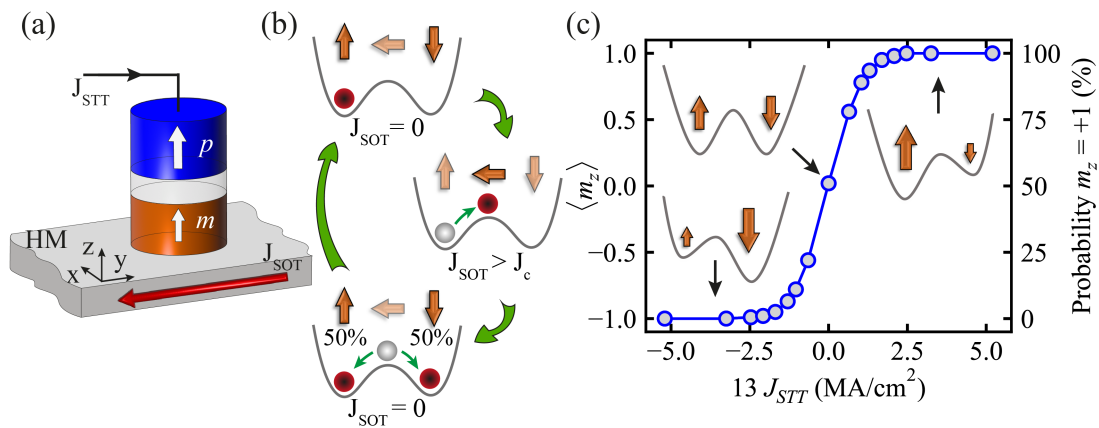 (a)
J_STT
p
m
HM
z
x
y
J_SOT
(b)
J_SOT = 0
J_SOT > J_c
50%
50%
J_SOT = 0
(c)
⟨m_z⟩
1.0
0.5
0.0
−0.5
−1.0
−5.0
−2.5
0.0
2.5
5.0
13 J_STT (MA/cm²)
100
75
50
25
0
Probability m_z = +1 (%)